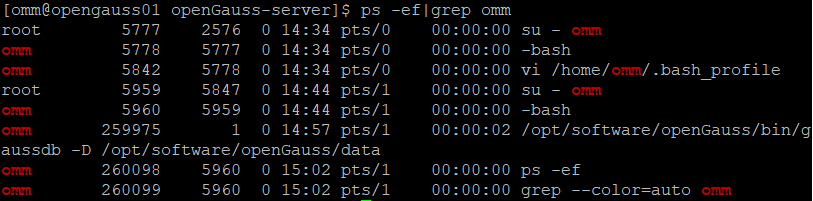 [omm@opengauss01 openGauss-server]$ ps -ef|grep omm
root        5777    2576  0 14:34 pts/0    00:00:00 su - omm
omm         5778    5777  0 14:34 pts/0    00:00:00 -bash
omm         5842    5778  0 14:34 pts/0    00:00:00 vi /home/omm/.bash_profile
root        5959    5847  0 14:44 pts/1    00:00:00 su - omm
omm         5960    5959  0 14:44 pts/1    00:00:00 -bash
omm       259975       1  0 14:57 pts/1    00:00:02 /opt/software/openGauss/bin/g
aussdb -D /opt/software/openGauss/data
omm       260098    5960  0 15:02 pts/1    00:00:00 ps -ef
omm       260099    5960  0 15:02 pts/1    00:00:00 grep --color=auto omm